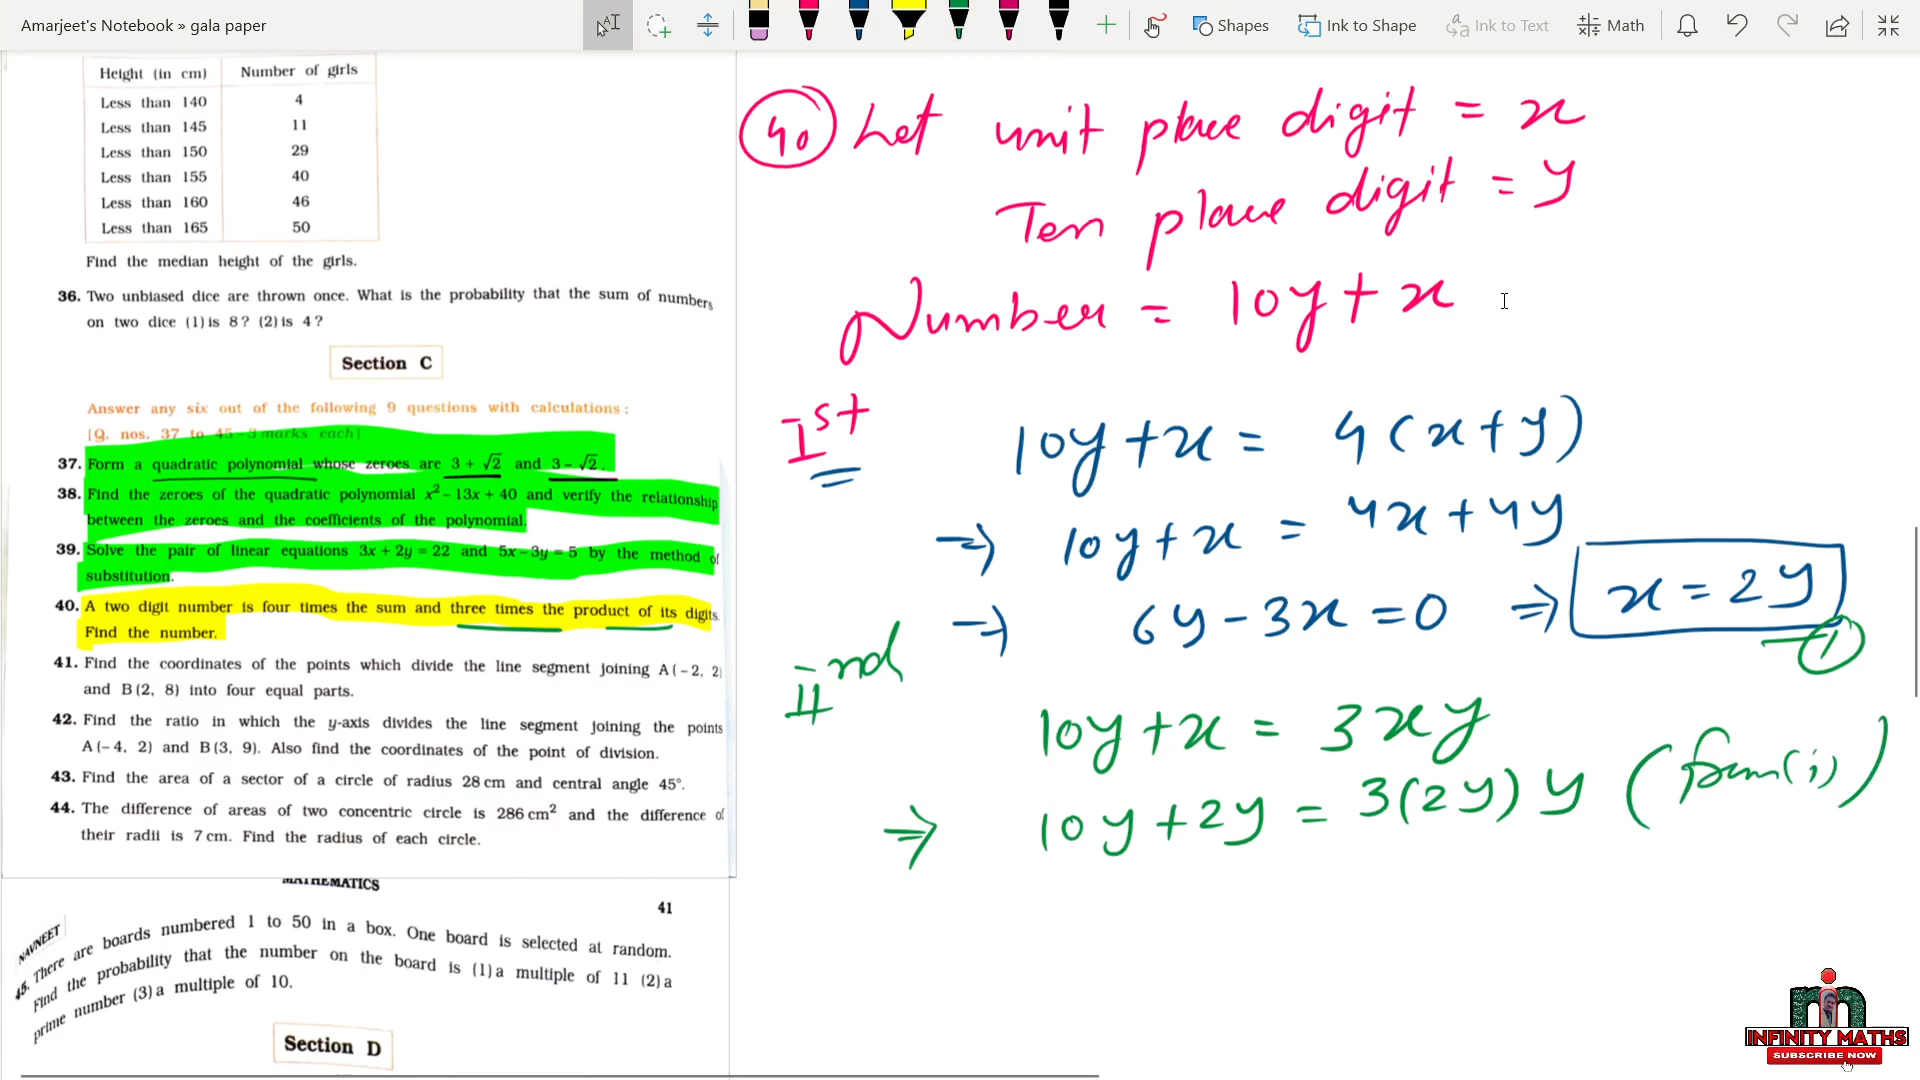 Amarjeet's Notebook » gala paper
Shapes
Ink to Shape
Ink to Text
Math
Height (in cm) Number of girls
Less than 140 4
Less than 145 11
Less than 150 29
Less than 155 40
Less than 160 46
Less than 165 50
Find the median height of the girls.
36. Two unbiased dice are thrown once. What is the probability that the sum of numbers
on two dice (1) is 8? (2) is 4?
Section C
Answer any six out of the following 9 questions with calculations :
[Q. nos. 37 to 45-3 marks each]
37. Form a quadratic polynomial whose zeroes are 3 + √2 and 3 − √2.
38. Find the zeroes of the quadratic polynomial x² − 13x + 40 and verify the relationship
between the zeroes and the coefficients of the polynomial.
39. Solve the pair of linear equations 3x + 2y = 22 and 5x − 3y = 5 by the method of
substitution.
40. A two digit number is four times the sum and three times the product of its digits.
Find the number.
41. Find the coordinates of the points which divide the line segment joining A(−2, 2)
and B(2, 8) into four equal parts.
42. Find the ratio in which the y-axis divides the line segment joining the points
A(−4, 2) and B(3, 9). Also find the coordinates of the point of division.
43. Find the area of a sector of a circle of radius 28 cm and central angle 45°.
44. The difference of areas of two concentric circle is 286 cm² and the difference of
their radii is 7 cm. Find the radius of each circle.
MATHEMATICS
41
NAVNEET
45. There are boards numbered 1 to 50 in a box. One board is selected at random.
Find the probability that the number on the board is (1) a multiple of 11 (2) a
prime number (3) a multiple of 10.
Section D
40 Let unit place digit = x
Ten place digit = y
Number = 10y + x
Ist
10y + x = 4(x + y)
⇒ 10y + x = 4x + 4y
⇒ 6y − 3x = 0 ⇒ x = 2y
—①
IInd
10y + x = 3xy
⇒ 10y + 2y = 3(2y) y (from (i))
INFINITY MATHS
SUBSCRIBE NOW